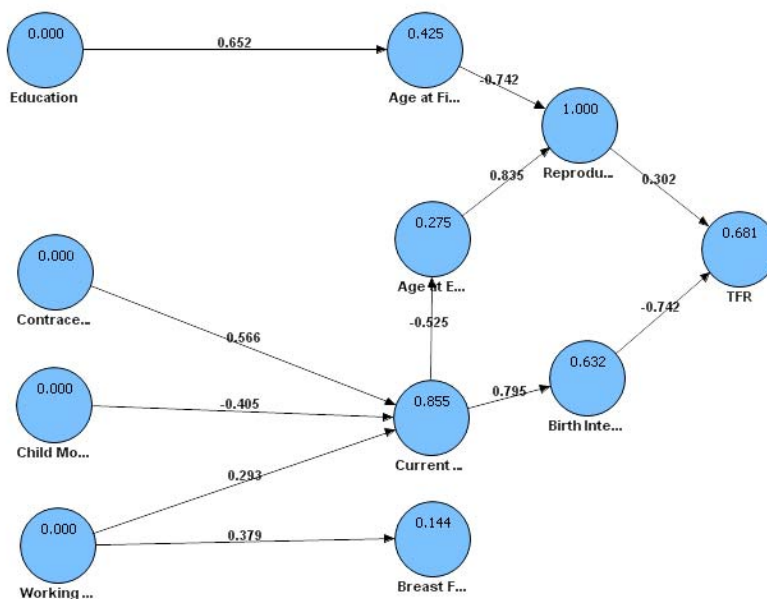 0.000
Education
0.652
0.425
Age at Fi...
-0.742
1.000
Reprodu...
0.835
0.302
0.275
Age at E...
0.681
TFR
0.000
Contrace...
0.566
-0.525
-0.742
0.632
Birth Inte...
0.000
Child Mo...
-0.405
0.855
Current ...
0.795
0.293
0.000
Working ...
0.379
0.144
Breast F...